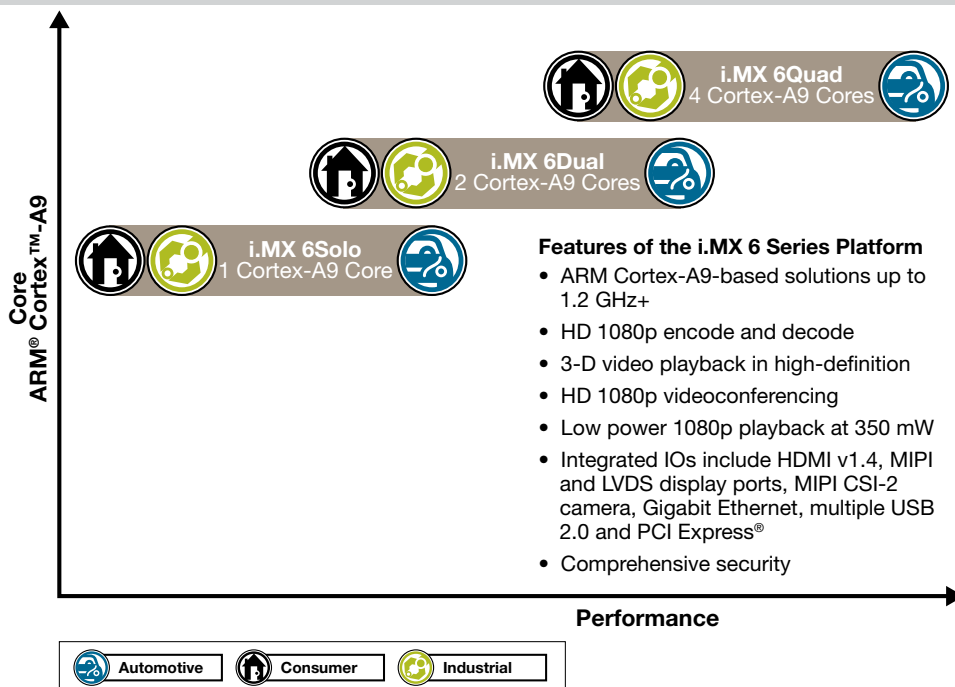 i.MX 6Quad
4 Cortex-A9 Cores
i.MX 6Dual
2 Cortex-A9 Cores
i.MX 6Solo
1 Cortex-A9 Core
Core
ARM® Cortex™-A9
Features of the i.MX 6 Series Platform
• ARM Cortex-A9-based solutions up to
1.2 GHz+
• HD 1080p encode and decode
• 3-D video playback in high-definition
• HD 1080p videoconferencing
• Low power 1080p playback at 350 mW
• Integrated IOs include HDMI v1.4, MIPI
and LVDS display ports, MIPI CSI-2
camera, Gigabit Ethernet, multiple USB
2.0 and PCI Express®
• Comprehensive security
Performance
Automotive
Consumer
Industrial